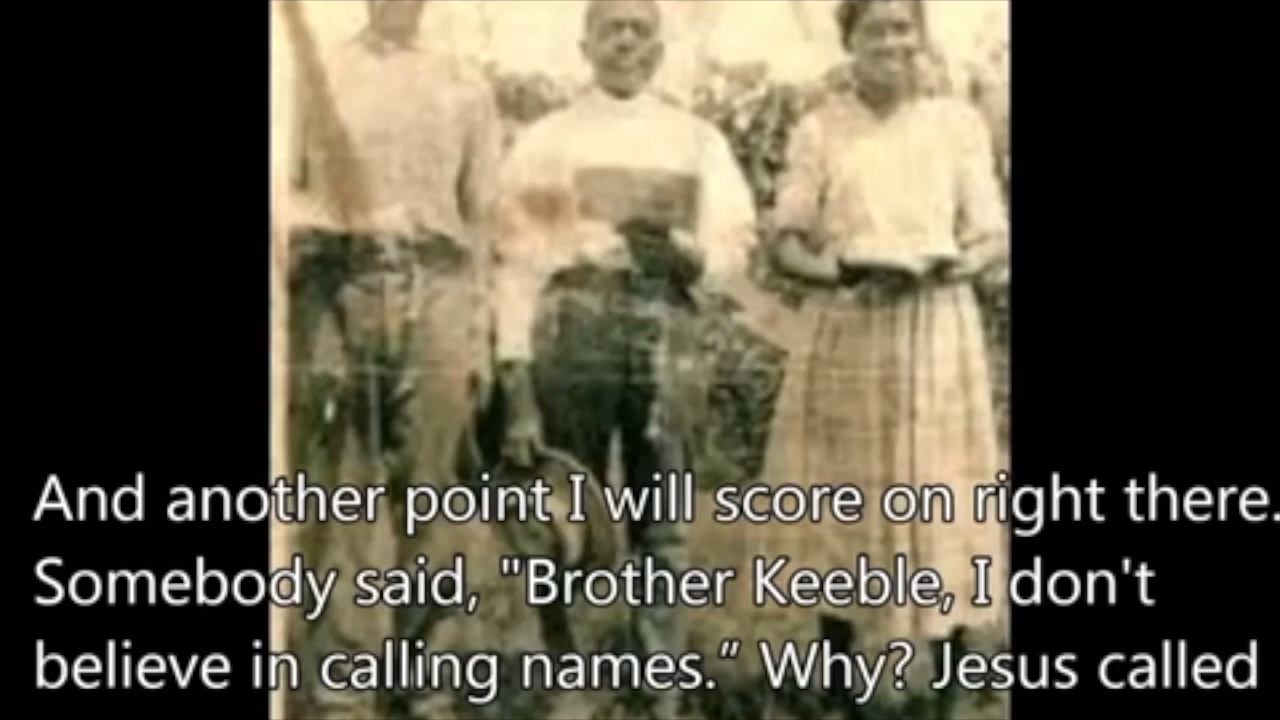 And another point I will score on right there.
Somebody said, "Brother Keeble, I don't
believe in calling names.” Why? Jesus called